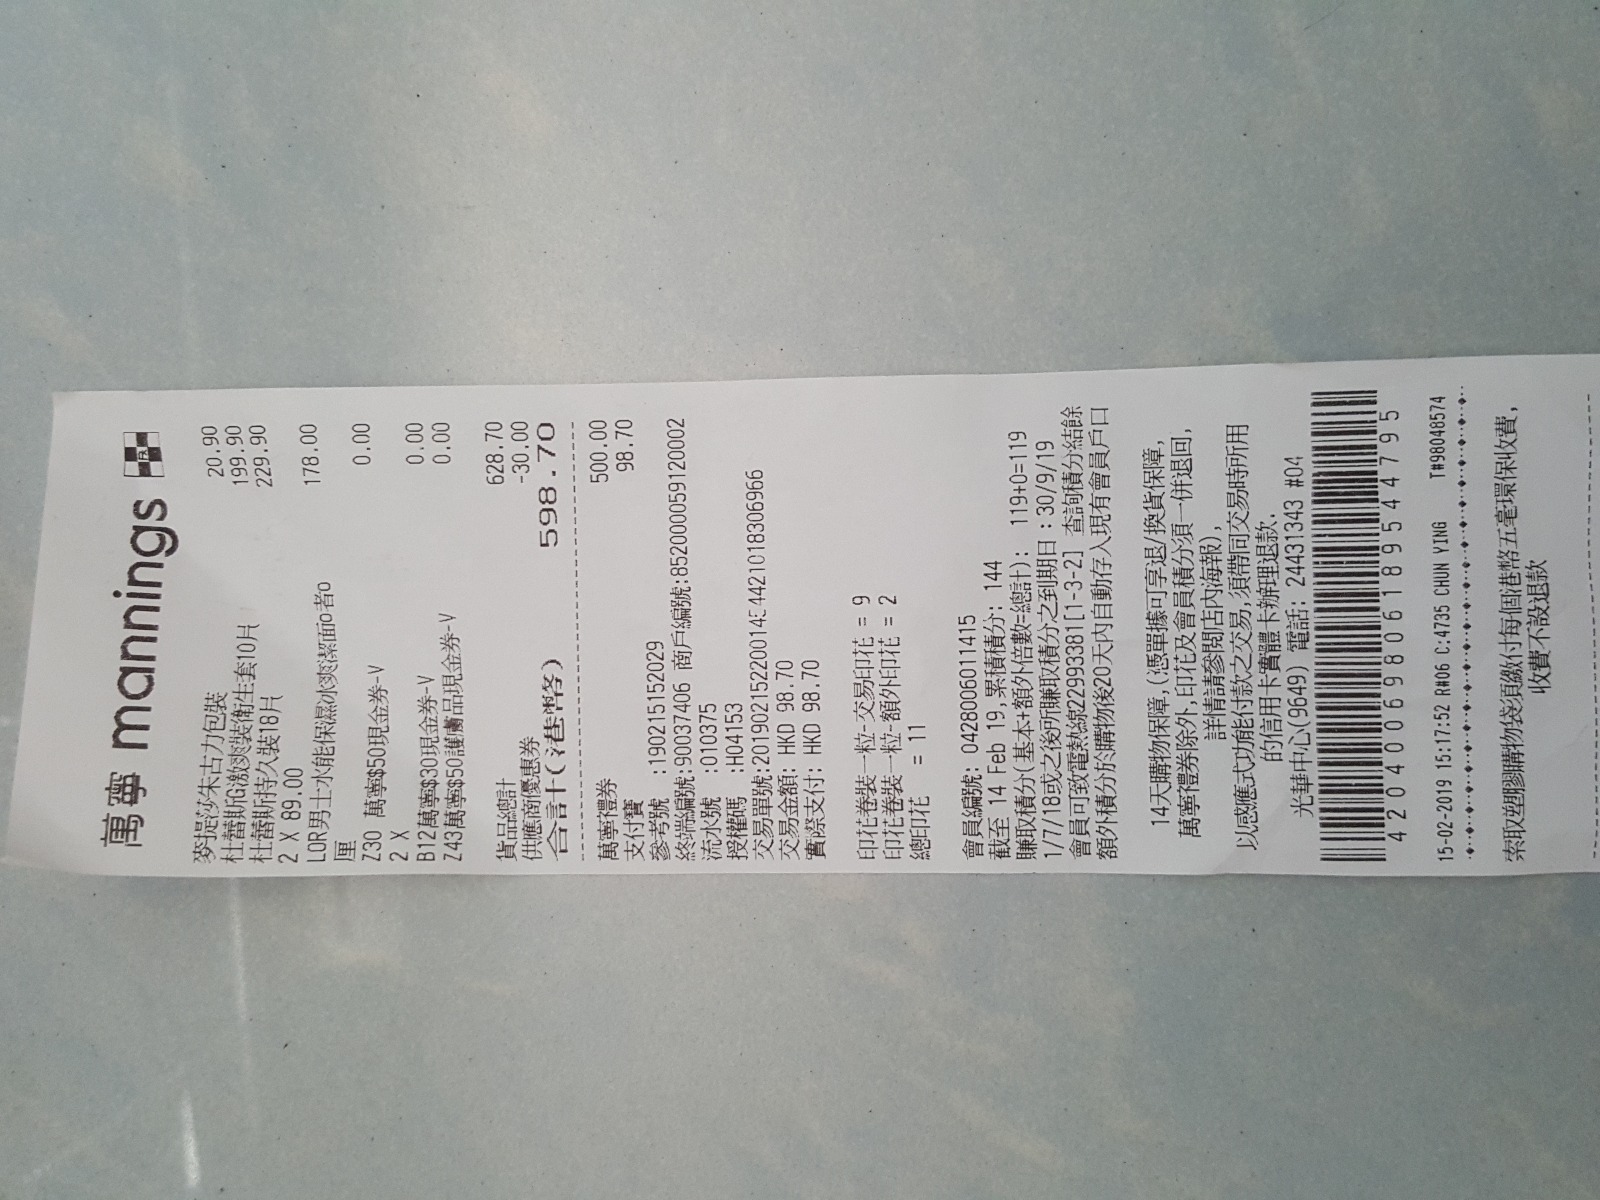 萬寧 mannings
麥提莎朱古力包裝 20.90
杜蕾斯G激爽裝衛生套10片 199.90
杜蕾斯持久裝18片 229.90
2 X 89.00
LOR男士水能保濕冰爽潔面o者o 178.00
厘
Z30 萬寧$50現金券-V 0.00
2 X
B12萬寧$30現金券-V 0.00
Z43萬寧$50護膚品現金券-V 0.00
貨品總計 628.70
供應商優惠券 -30.00
合計(港幣) 598.70
萬寧禮券 500.00
支付寶 98.70
參考號 :190215152029
終端編號:90037406 商戶編號:852000059120002
流水號 :010375
授權碼 :H04153
交易單號:
交易金額: HKD 98.70
實際支付: HKD 98.70
印花卷裝一粒-交易印花 = 9
印花卷裝一粒-額外印花 = 2
總印花 = 11
會員編號: 0428006011415
截至 14 Feb 19,累積積分: 144
賺取積分(基本+額外倍數=總計): 119+0=119
1/7/18或之後所賺取積分之到期日:30/9/19
會員可致電熱線22993381[1-3-2] 查詢積分結餘
額外積分於購物後20天內自動存入現有會員戶口
14天購物保障,(憑單據可享退/換貨保障,
萬寧禮券除外,印花及會員積分須一併退回,
詳情請參閱店內海報),
以感應式功能付款之交易,須帶同交易時所用
的信用卡實體卡辦理退款.
光華中心(9649) 電話: 24431343 #04
42040069806189544795
15-02-2019 15:17:52 R#06 C:4735 CHUN YING T#98048574
索取塑膠購物袋須繳付每個港幣五毫環保收費,
收費不設退款